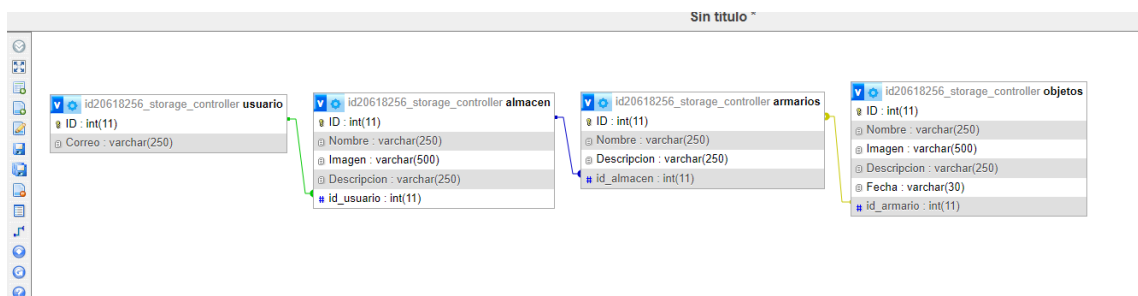 Sin título *
id20618256_storage_controller usuario
ID : int(11)
Correo : varchar(250)
id20618256_storage_controller almacen
ID : int(11)
Nombre : varchar(250)
Imagen : varchar(500)
Descripcion : varchar(250)
# id_usuario : int(11)
id20618256_storage_controller armarios
ID : int(11)
Nombre : varchar(250)
Descripcion : varchar(250)
# id_almacen : int(11)
id20618256_storage_controller objetos
ID : int(11)
Nombre : varchar(250)
Imagen : varchar(500)
Descripcion : varchar(250)
Fecha : varchar(30)
# id_armario : int(11)